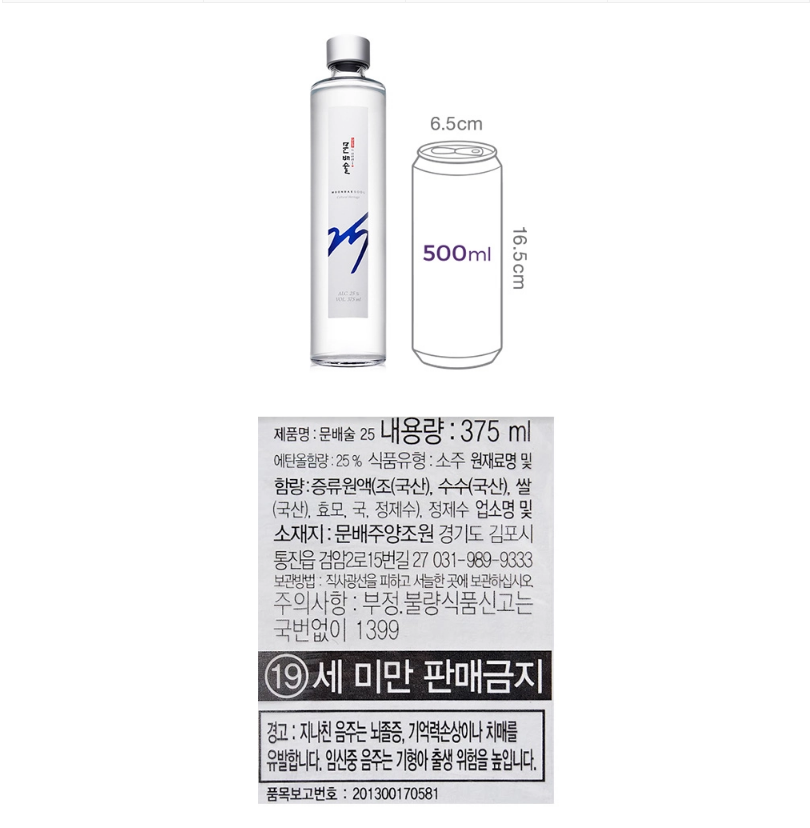 문배술
25
6.5cm
500ml
16.5cm
제품명 : 문배술 25 내용량 : 375 ml
에탄올함량 : 25% 식품유형 : 소주 원재료명 및
함량 : 증류원액(조(국산), 수수(국산), 쌀
(국산), 효모, 국, 정제수), 정제수 업소명 및
소재지 : 문배주양조원 경기도 김포시
통진읍 검암2로15번길 27 031-989-9333
보관방법 : 직사광선을 피하고 서늘한 곳에 보관하십시오.
주의사항 : 부정.불량식품신고는
국번없이 1399
19세 미만 판매금지
경고 : 지나친 음주는 뇌졸중, 기억력손상이나 치매를
유발합니다. 임신중 음주는 기형아 출생 위험을 높입니다.
품목보고번호 : 201300170581